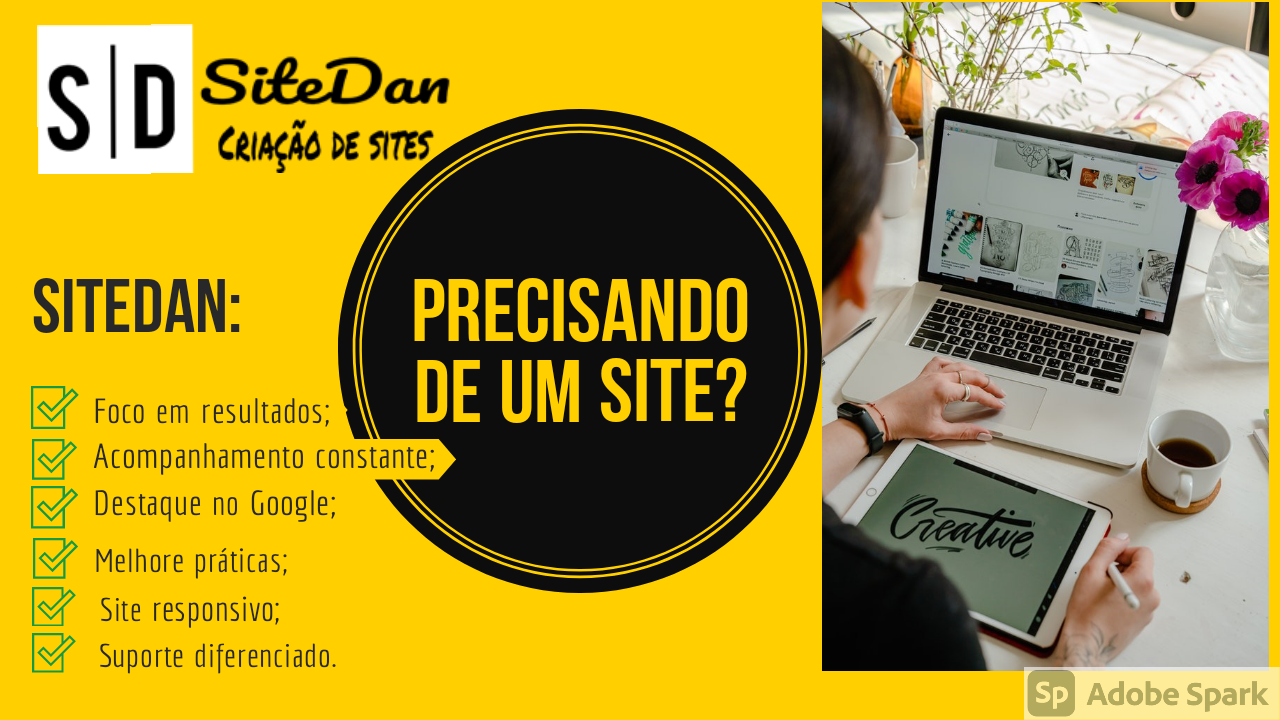 S|D
SiteDan
Criação de sites
SITEDAN:
PRECISANDO
DE UM SITE?
Foco em resultados;
Acompanhamento constante;
Destaque no Google;
Melhore práticas;
Site responsivo;
Suporte diferenciado.
Creative
Sp Adobe Spark